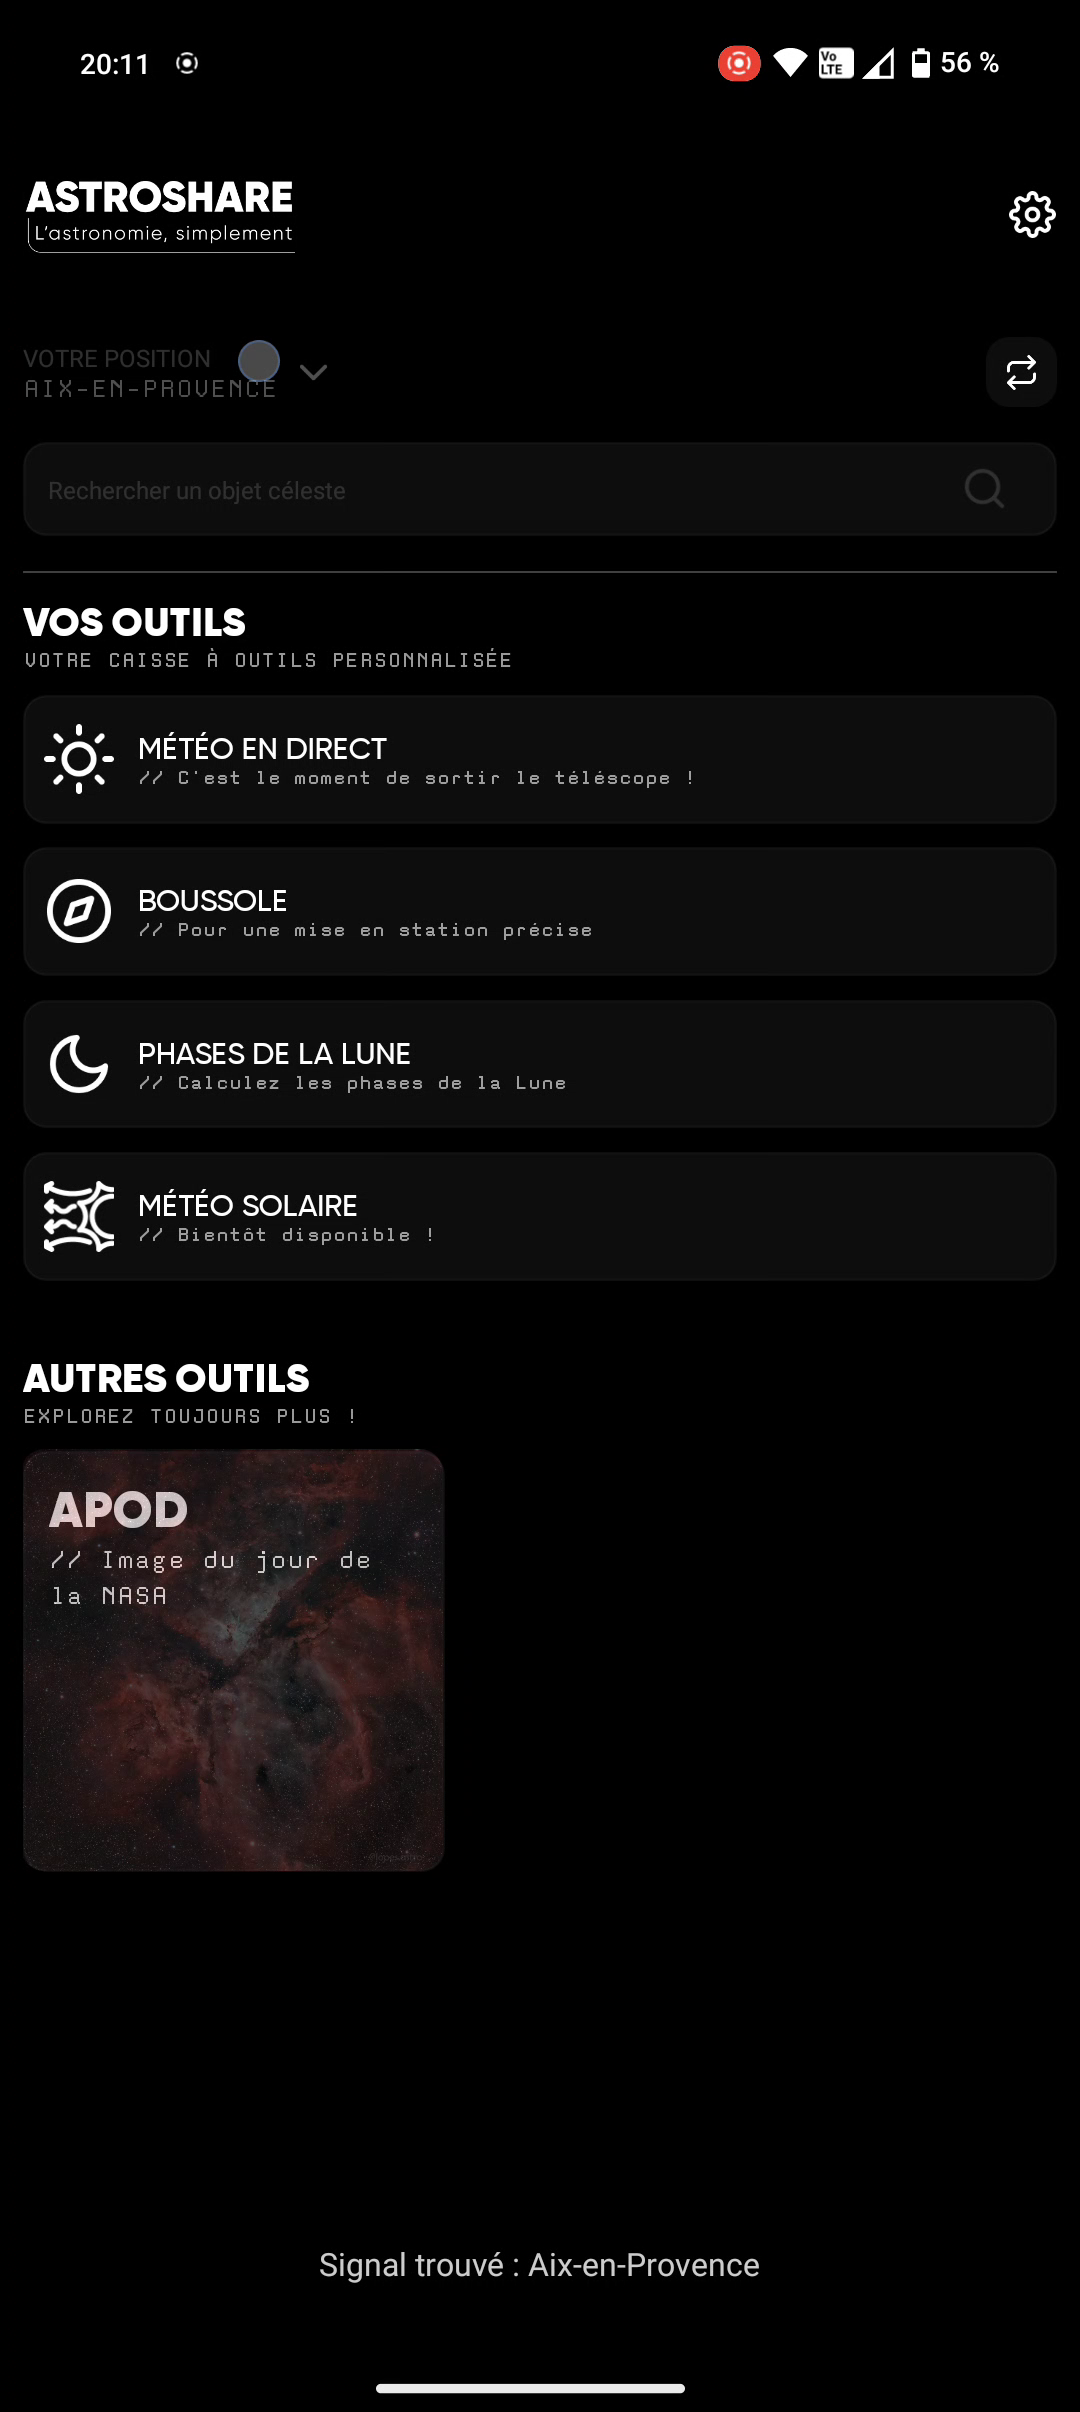 20:11
Vo LTE
56 %
ASTROSHARE
L'astronomie, simplement
VOTRE POSITION
AIX-EN-PROVENCE
Rechercher un objet céleste
VOS OUTILS
VOTRE CAISSE À OUTILS PERSONNALISÉE
MÉTÉO EN DIRECT
// C'est le moment de sortir le téléscope !
BOUSSOLE
// Pour une mise en station précise
PHASES DE LA LUNE
// Calculez les phases de la Lune
MÉTÉO SOLAIRE
// Bientôt disponible !
AUTRES OUTILS
EXPLOREZ TOUJOURS PLUS !
APOD
// Image du jour de
la NASA
Signal trouvé : Aix-en-Provence